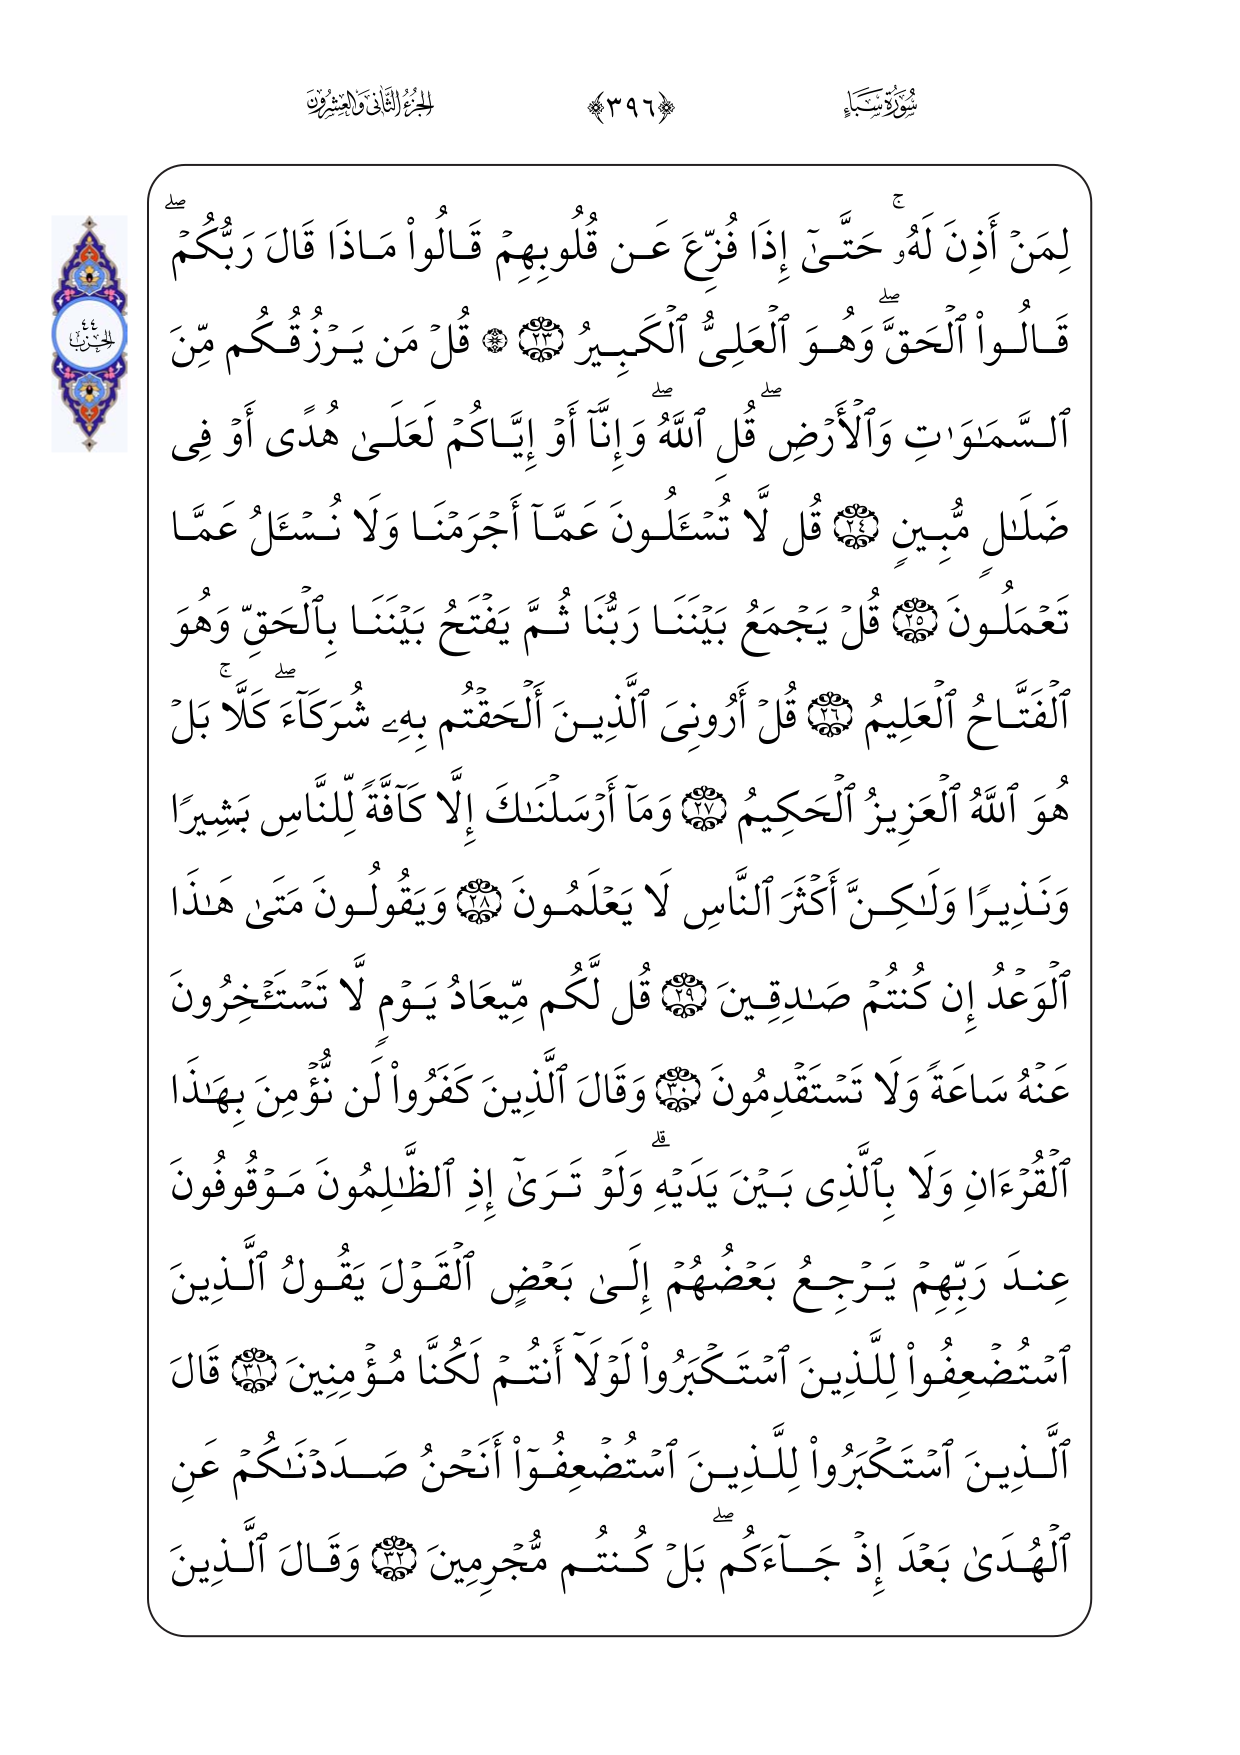 سُورَةُ سَبَإٍ
﴿٣٩٦﴾
الجُزْءُ الثَّانِي وَالعِشْرُونَ
لِمَنۡ أَذِنَ لَهُۥۚ حَتَّىٰٓ إِذَا فُزِّعَ عَن قُلُوبِهِمۡ قَالُواْ مَاذَا قَالَ رَبُّكُمۡۖ
قَالُواْ ٱلۡحَقَّۖ وَهُوَ ٱلۡعَلِيُّ ٱلۡكَبِيرُ ٢٣ ۞ قُلۡ مَن يَرۡزُقُكُم مِّنَ
ٱلسَّمَٰوَٰتِ وَٱلۡأَرۡضِۖ قُلِ ٱللَّهُۖ وَإِنَّآ أَوۡ إِيَّاكُمۡ لَعَلَىٰ هُدًى أَوۡ فِي
ضَلَٰلٖ مُّبِينٖ ٢٤ قُل لَّا تُسۡـَٔلُونَ عَمَّآ أَجۡرَمۡنَا وَلَا نُسۡـَٔلُ عَمَّا
تَعۡمَلُونَ ٢٥ قُلۡ يَجۡمَعُ بَيۡنَنَا رَبُّنَا ثُمَّ يَفۡتَحُ بَيۡنَنَا بِٱلۡحَقِّ وَهُوَ
ٱلۡفَتَّاحُ ٱلۡعَلِيمُ ٢٦ قُلۡ أَرُونِيَ ٱلَّذِينَ أَلۡحَقۡتُم بِهِۦ شُرَكَآءَۖ كَلَّاۚ بَلۡ
هُوَ ٱللَّهُ ٱلۡعَزِيزُ ٱلۡحَكِيمُ ٢٧ وَمَآ أَرۡسَلۡنَٰكَ إِلَّا كَآفَّةٗ لِّلنَّاسِ بَشِيرٗا
وَنَذِيرٗا وَلَٰكِنَّ أَكۡثَرَ ٱلنَّاسِ لَا يَعۡلَمُونَ ٢٨ وَيَقُولُونَ مَتَىٰ هَٰذَا
ٱلۡوَعۡدُ إِن كُنتُمۡ صَٰدِقِينَ ٢٩ قُل لَّكُم مِّيعَادُ يَوۡمٖ لَّا تَسۡتَـٔۡخِرُونَ
عَنۡهُ سَاعَةٗ وَلَا تَسۡتَقۡدِمُونَ ٣٠ وَقَالَ ٱلَّذِينَ كَفَرُواْ لَن نُّؤۡمِنَ بِهَٰذَا
ٱلۡقُرۡءَانِ وَلَا بِٱلَّذِي بَيۡنَ يَدَيۡهِۗ وَلَوۡ تَرَىٰٓ إِذِ ٱلظَّٰلِمُونَ مَوۡقُوفُونَ
عِندَ رَبِّهِمۡ يَرۡجِعُ بَعۡضُهُمۡ إِلَىٰ بَعۡضٍ ٱلۡقَوۡلَ يَقُولُ ٱلَّذِينَ
ٱسۡتُضۡعِفُواْ لِلَّذِينَ ٱسۡتَكۡبَرُواْ لَوۡلَآ أَنتُمۡ لَكُنَّا مُؤۡمِنِينَ ٣١ قَالَ
ٱلَّذِينَ ٱسۡتَكۡبَرُواْ لِلَّذِينَ ٱسۡتُضۡعِفُوٓاْ أَنَحۡنُ صَدَدۡنَٰكُمۡ عَنِ
ٱلۡهُدَىٰ بَعۡدَ إِذۡ جَآءَكُمۖ بَلۡ كُنتُم مُّجۡرِمِينَ ٣٢ وَقَالَ ٱلَّذِينَ
٤٤
الحزب